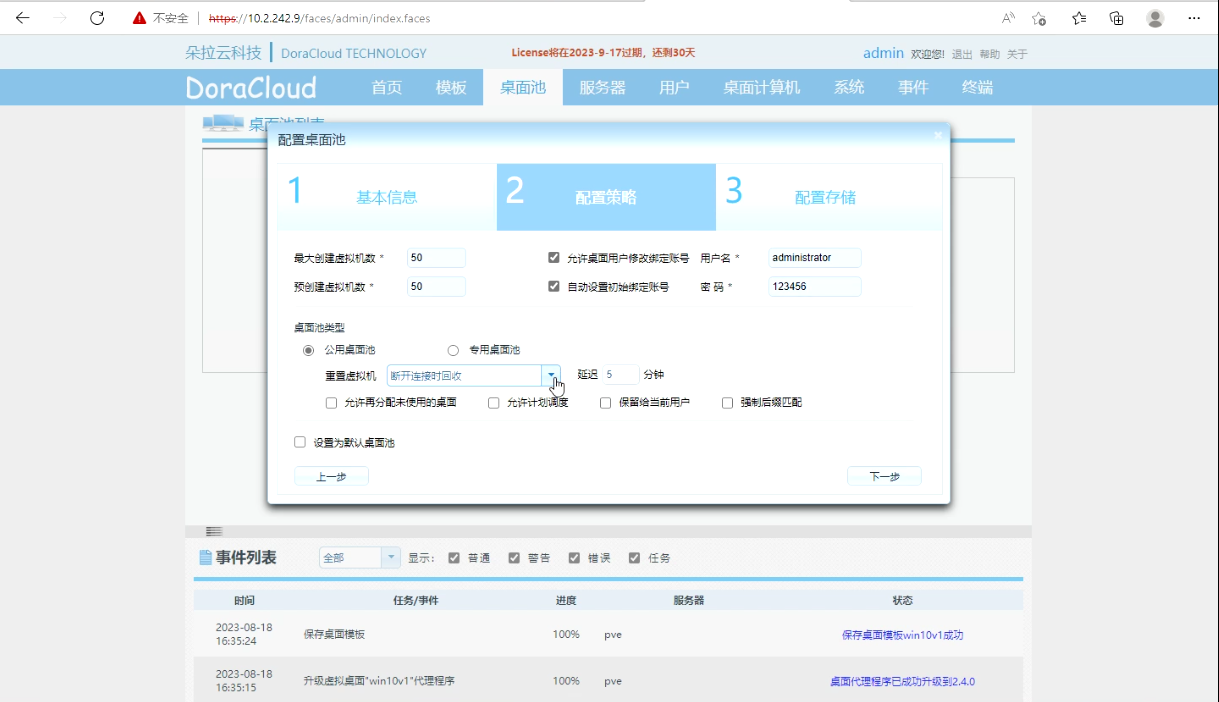 不安全 https://10.2.242.9/faces/admin/index.faces
朵拉云科技 DoraCloud TECHNOLOGY License将在2023-9-17过期，还剩30天 admin 欢迎您! 退出 帮助 关于
DoraCloud 首页 模板 桌面池 服务器 用户 桌面计算机 系统 事件 终端
桌面池列表
配置桌面池
1 基本信息 2 配置策略 3 配置存储
最大创建虚拟机数 * 50 允许桌面用户修改绑定账号 用户名 * administrator
预创建虚拟机数 * 50 自动设置初始绑定账号 密 码 * 123456
桌面池类型
公用桌面池 专用桌面池
重置虚拟机 断开连接时回收 延迟 5 分钟
允许再分配未使用的桌面 允许计划调度 保留给当前用户 强制后缀匹配
设置为默认桌面池
上一步 下一步
事件列表 全部 显示: 普通 警告 错误 任务
时间 任务/事件 进度 服务器 状态
2023-08-18
16:35:24 保存桌面模板 100% pve 保存桌面模板win10v1成功
2023-08-18
16:35:15 升级虚拟桌面"win10v1"代理程序 100% pve 桌面代理程序已成功升级到2.4.0